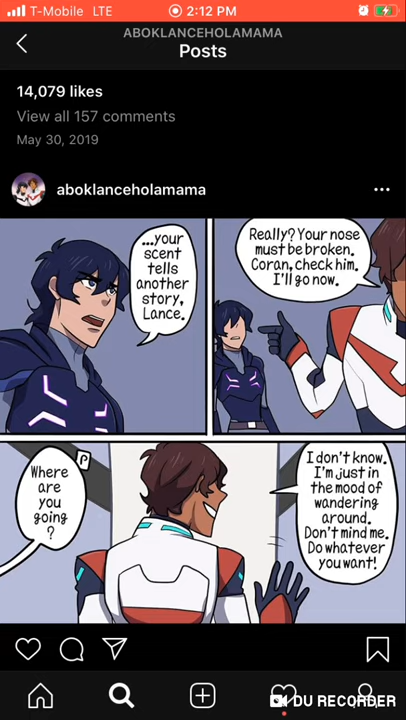 T-Mobile LTE
2:12 PM
ABOKLANCEHOLAMAMA
Posts
14,079 likes
View all 157 comments
May 30, 2019
aboklanceholamama
...your
scent
tells
another
story,
Lance.
Really? Your nose
must be broken.
Coran, check him.
I'll go now.
Where
are
you
going
?
P
I don't know.
I'm just in
the mood of
wandering
around.
Don't mind me.
Do whatever
you want!
DU RECORDER